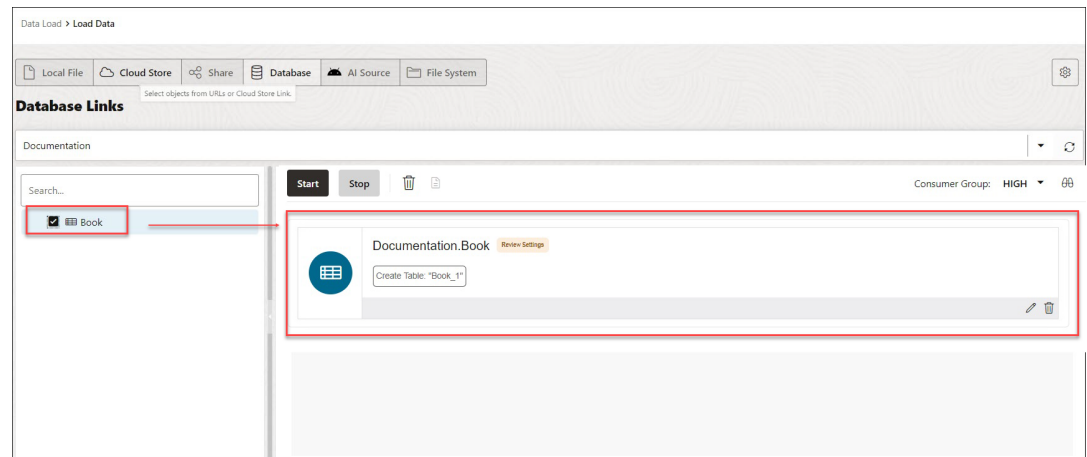 Data Load > Load Data
Local File Cloud Store Share Database AI Source File System
Select objects from URLs or Cloud Store Link.
Database Links
Documentation
Search...
Start Stop Consumer Group: HIGH
Book
Documentation.Book Review Settings
Create Table: "Book_1"